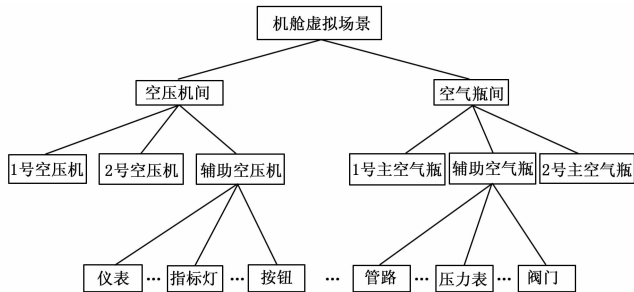 机舱虚拟场景
空压机间
空气瓶间
1号空压机
2号空压机
辅助空压机
1号主空气瓶
辅助空气瓶
2号主空气瓶
仪表 ··· 指标灯 ··· 按钮 ··· 管路 ··· 压力表 ··· 阀门